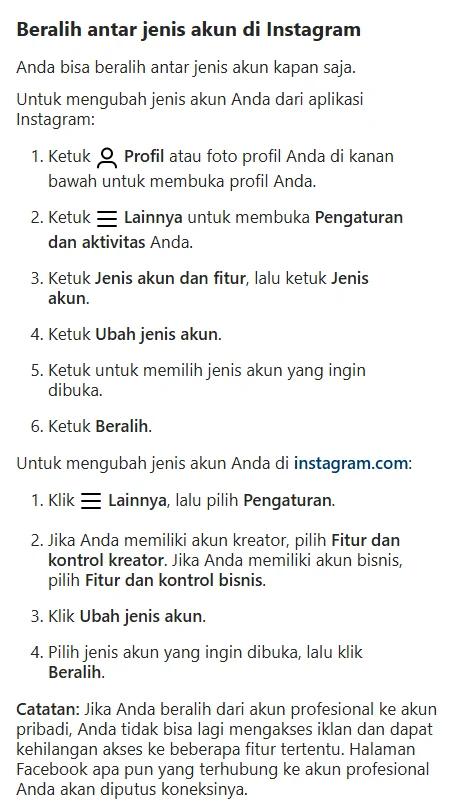 Beralih antar jenis akun di Instagram
Anda bisa beralih antar jenis akun kapan saja.
Untuk mengubah jenis akun Anda dari aplikasi
Instagram:
1. Ketuk Profil atau foto profil Anda di kanan
bawah untuk membuka profil Anda.
2. Ketuk Lainnya untuk membuka Pengaturan
dan aktivitas Anda.
3. Ketuk Jenis akun dan fitur, lalu ketuk Jenis
akun.
4. Ketuk Ubah jenis akun.
5. Ketuk untuk memilih jenis akun yang ingin
dibuka.
6. Ketuk Beralih.
Untuk mengubah jenis akun Anda di instagram.com:
1. Klik Lainnya, lalu pilih Pengaturan.
2. Jika Anda memiliki akun kreator, pilih Fitur dan
kontrol kreator. Jika Anda memiliki akun bisnis,
pilih Fitur dan kontrol bisnis.
3. Klik Ubah jenis akun.
4. Pilih jenis akun yang ingin dibuka, lalu klik
Beralih.
Catatan: Jika Anda beralih dari akun profesional ke akun
pribadi, Anda tidak bisa lagi mengakses iklan dan dapat
kehilangan akses ke beberapa fitur tertentu. Halaman
Facebook apa pun yang terhubung ke akun profesional
Anda akan diputus koneksinya.